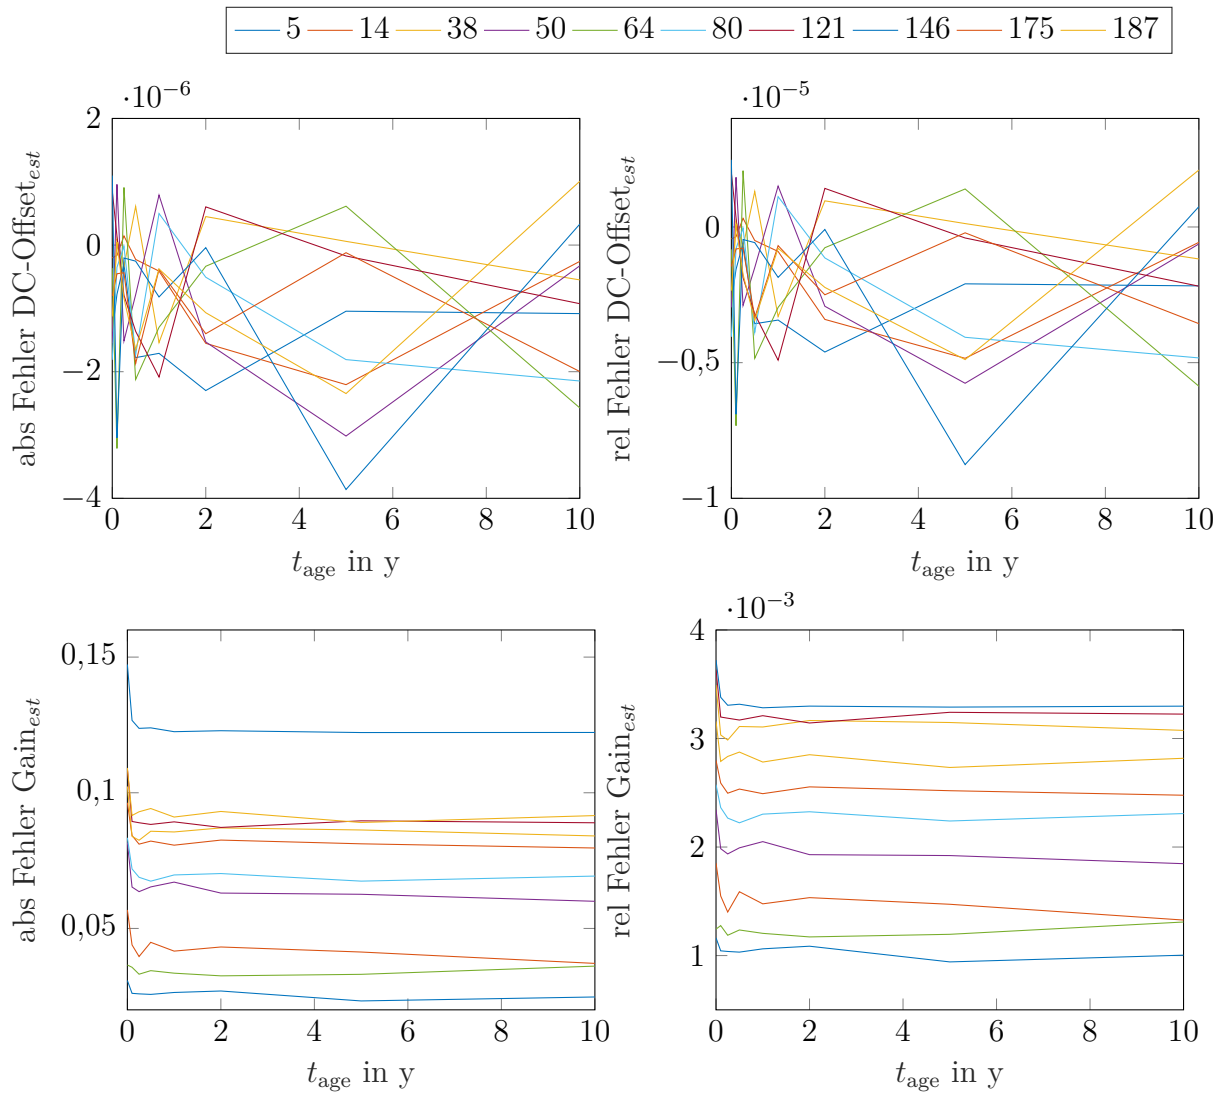 5 14 38 50 64 80 121 146 175 187
·10⁻⁶
2
0
−2
−4
0 2 4 6 8 10
abs Fehler DC-Offset_est
t_age in y
·10⁻⁵
0
−0,5
−1
0 2 4 6 8 10
rel Fehler DC-Offset_est
t_age in y
0,15
0,1
0,05
0 2 4 6 8 10
abs Fehler Gain_est
t_age in y
·10⁻³
4
3
2
1
0 2 4 6 8 10
rel Fehler Gain_est
t_age in y